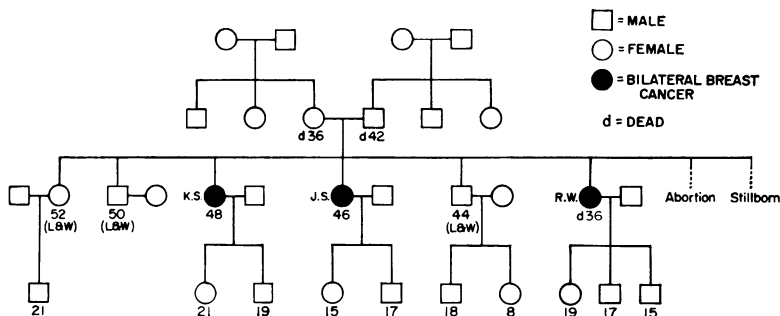 = MALE
= FEMALE
= BILATERAL BREAST
CANCER
d = DEAD
d36
d42
52
(L&W)
50
(L&W)
K.S.
48
J.S.
46
44
(L&W)
R.W.
d36
Abortion
Stillborn
21
21
19
15
17
18
8
19
17
15